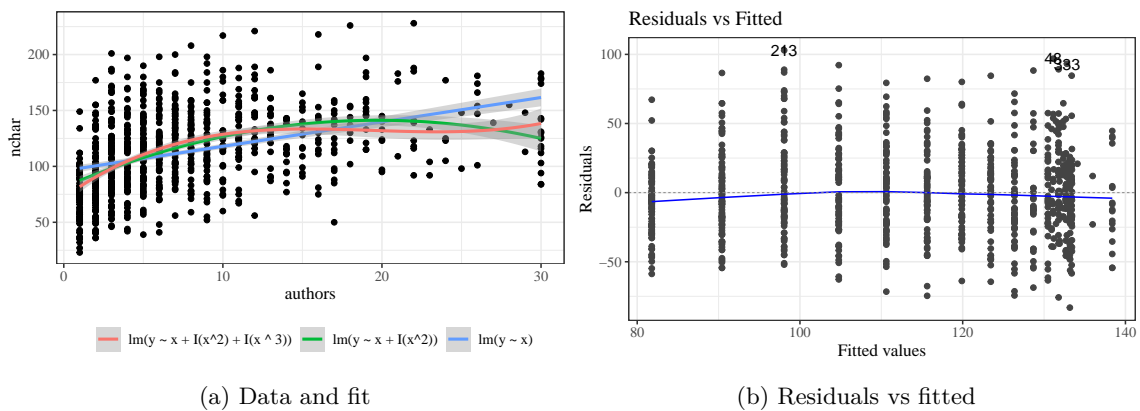 Residuals vs Fitted
200
150
100
50
nchar
0
10
20
30
authors
lm(y ~ x + I(x^2) + I(x ^ 3))
lm(y ~ x + I(x^2))
lm(y ~ x)
100
50
0
−50
Residuals
213
48
383
80
100
120
140
Fitted values
(a) Data and fit
(b) Residuals vs fitted